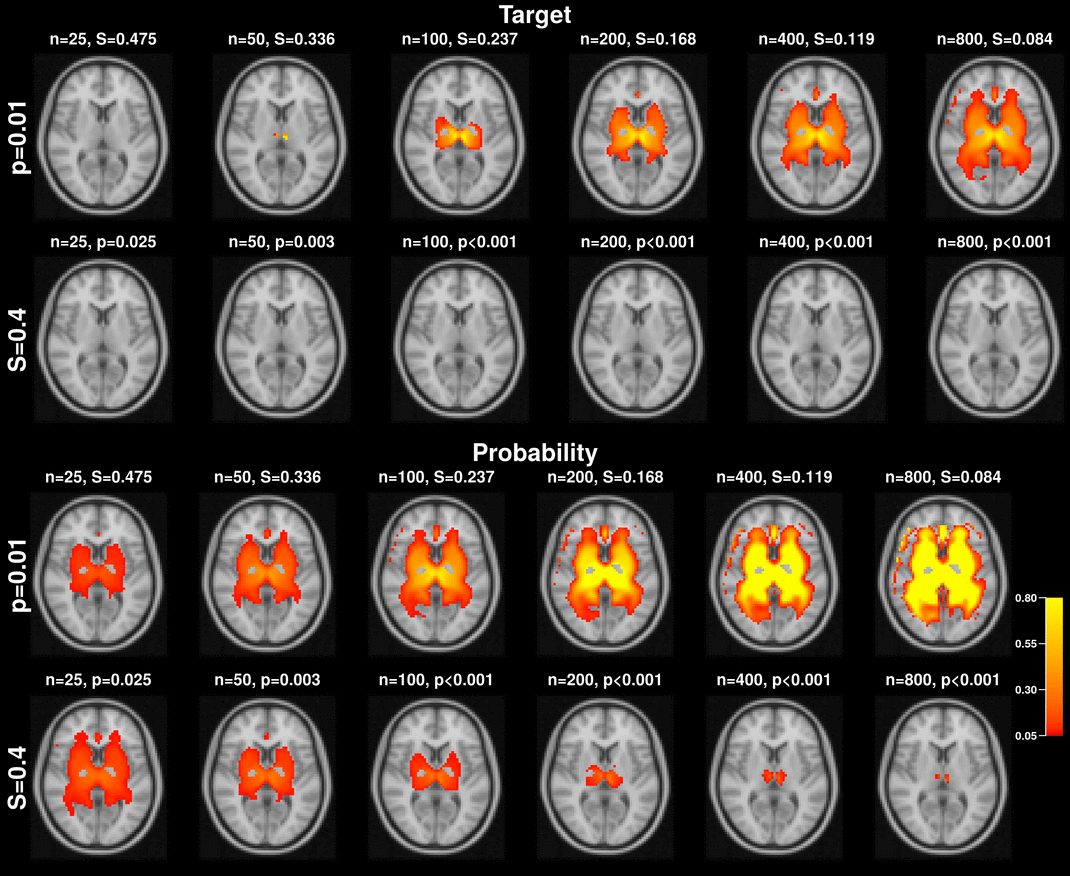 Target
n=25, S=0.475 n=50, S=0.336 n=100, S=0.237 n=200, S=0.168 n=400, S=0.119 n=800, S=0.084
p=0.01
n=25, p=0.025 n=50, p=0.003 n=100, p<0.001 n=200, p<0.001 n=400, p<0.001 n=800, p<0.001
S=0.4
Probability
n=25, S=0.475 n=50, S=0.336 n=100, S=0.237 n=200, S=0.168 n=400, S=0.119 n=800, S=0.084
p=0.01
0.80
0.55
0.30
0.05
n=25, p=0.025 n=50, p=0.003 n=100, p<0.001 n=200, p<0.001 n=400, p<0.001 n=800, p<0.001
S=0.4